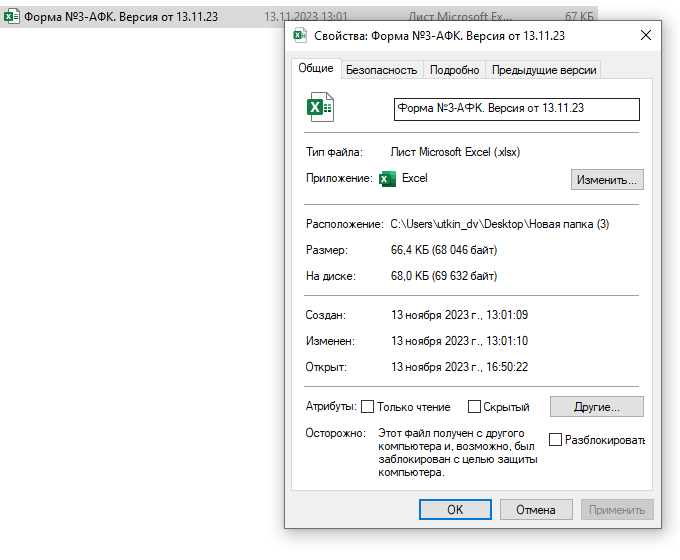 Форма №3-АФК. Версия от 13.11.23 13.11.2023 13:01 Лист Microsoft Ex... 67 КБ
Свойства: Форма №3-АФК. Версия от 13.11.23
Общие Безопасность Подробно Предыдущие версии
Форма №3-АФК. Версия от 13.11.23
Тип файла: Лист Microsoft Excel (.xlsx)
Приложение: Excel Изменить...
Расположение: C:\Users\utkin_dv\Desktop\Новая папка (3)
Размер: 66,4 КБ (68 046 байт)
На диске: 68,0 КБ (69 632 байт)
Создан: 13 ноября 2023 г., 13:01:09
Изменен: 13 ноября 2023 г., 13:01:10
Открыт: 13 ноября 2023 г., 16:50:22
Атрибуты: Только чтение Скрытый Другие...
Осторожно: Этот файл получен с другого Разблокировать
компьютера и, возможно, был
заблокирован с целью защиты
компьютера.
OK Отмена Применить